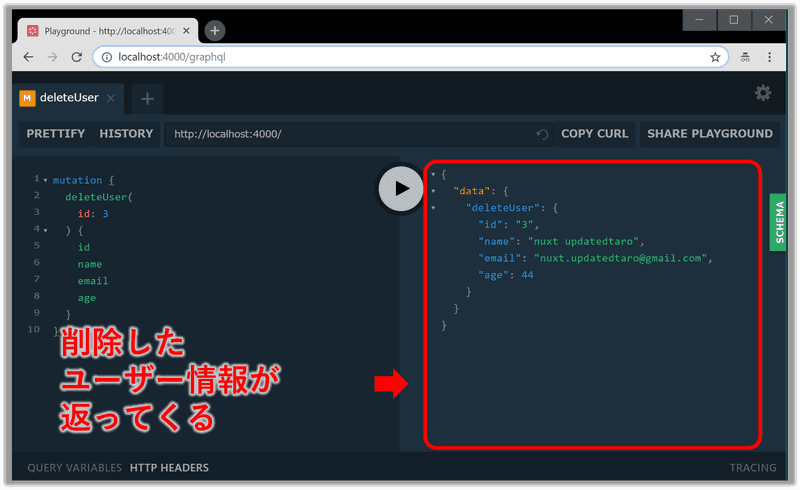 Playground - http://localhost:4000/
localhost:4000/graphql
M deleteUser
PRETTIFY HISTORY http://localhost:4000/ COPY CURL SHARE PLAYGROUND
1 mutation {
2 deleteUser(
3 id: 3
4 ) {
5 id
6 name
7 email
8 age
9 }
10 }
削除した
ユーザー情報が
返ってくる
{
"data": {
"deleteUser": {
"id": "3",
"name": "nuxt updatedtaro",
"email": "nuxt.updatedtaro@gmail.com",
"age": 44
}
}
}
SCHEMA
QUERY VARIABLES HTTP HEADERS TRACING